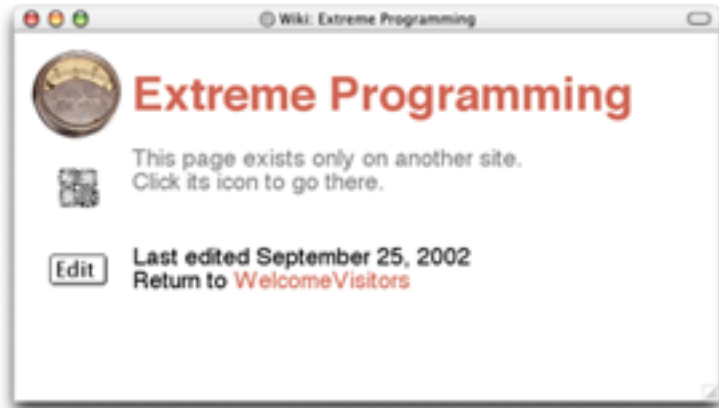 Wiki: Extreme Programming
Extreme Programming
This page exists only on another site.
Click its icon to go there.
Edit
Last edited September 25, 2002
Return to WelcomeVisitors